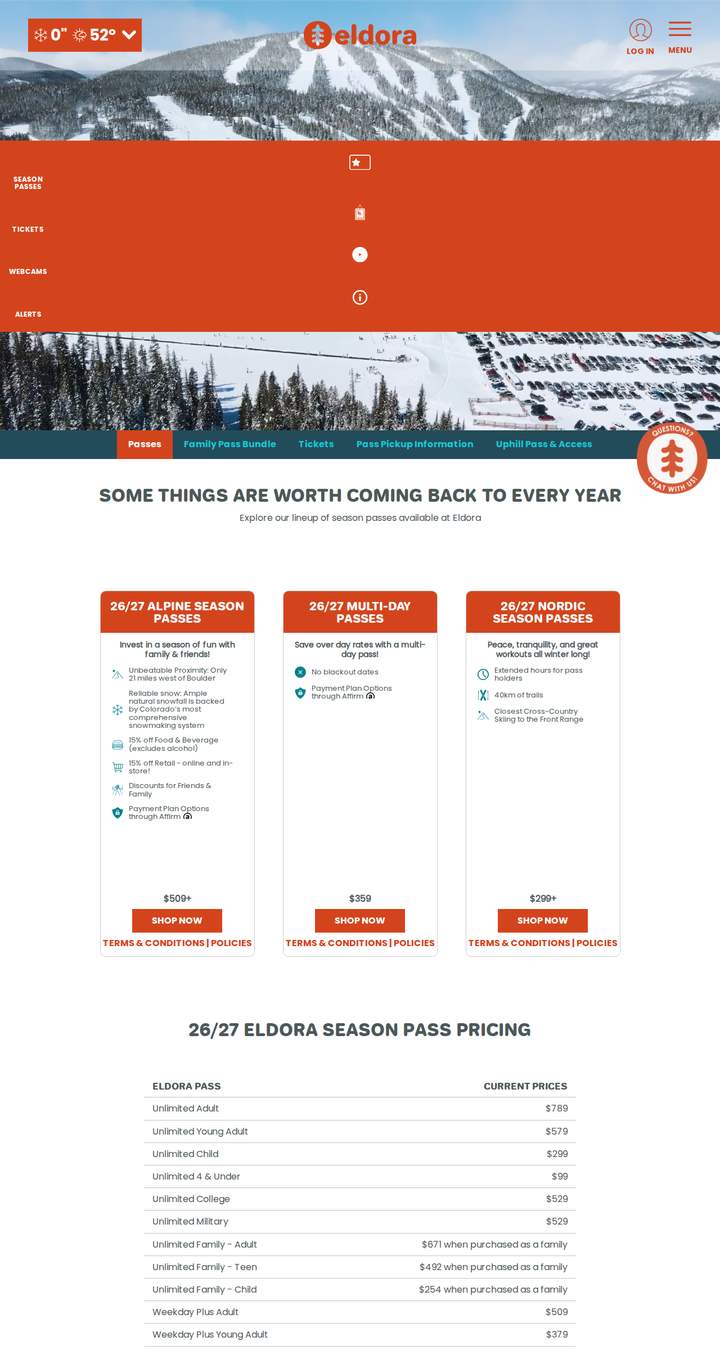 0" 52°
eldora
LOG IN
MENU
SEASON
PASSES
TICKETS
WEBCAMS
ALERTS
Passes
Family Pass Bundle
Tickets
Pass Pickup Information
Uphill Pass & Access
QUESTIONS?
CHAT WITH US!
SOME THINGS ARE WORTH COMING BACK TO EVERY YEAR
Explore our lineup of season passes available at Eldora
26/27 ALPINE SEASON
PASSES
Invest in a season of fun with
family & friends!
Unbeatable Proximity: Only
21 miles west of Boulder
Reliable snow: Ample
natural snowfall is backed
by Colorado's most
comprehensive
snowmaking system
15% off Food & Beverage
(excludes alcohol)
15% off Retail - online and in-
store!
Discounts for Friends &
Family
Payment Plan Options
through Affirm
$509+
SHOP NOW
TERMS & CONDITIONS | POLICIES
26/27 MULTI-DAY
PASSES
Save over day rates with a multi-
day pass!
No blackout dates
Payment Plan Options
through Affirm
$359
SHOP NOW
TERMS & CONDITIONS | POLICIES
26/27 NORDIC
SEASON PASSES
Peace, tranquility, and great
workouts all winter long!
Extended hours for pass
holders
40km of trails
Closest Cross-Country
Skiing to the Front Range
$299+
SHOP NOW
TERMS & CONDITIONS | POLICIES
26/27 ELDORA SEASON PASS PRICING
ELDORA PASS CURRENT PRICES
Unlimited Adult $789
Unlimited Young Adult $579
Unlimited Child $299
Unlimited 4 & Under $99
Unlimited College $529
Unlimited Military $529
Unlimited Family - Adult $671 when purchased as a family
Unlimited Family - Teen $492 when purchased as a family
Unlimited Family - Child $254 when purchased as a family
Weekday Plus Adult $509
Weekday Plus Young Adult $379